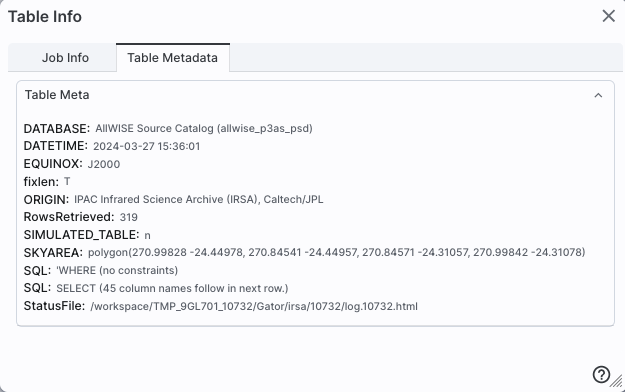 Table Info
Job Info
Table Metadata
Table Meta
DATABASE: AllWISE Source Catalog (allwise_p3as_psd)
DATETIME: 2024-03-27 15:36:01
EQUINOX: J2000
fixlen: T
ORIGIN: IPAC Infrared Science Archive (IRSA), Caltech/JPL
RowsRetrieved: 319
SIMULATED_TABLE: n
SKYAREA: polygon(270.99828 -24.44978, 270.84541 -24.44957, 270.84571 -24.31057, 270.99842 -24.31078)
SQL: 'WHERE (no constraints)
SQL: SELECT (45 column names follow in next row.)
StatusFile: /workspace/TMP_9GL701_10732/Gator/irsa/10732/log.10732.html